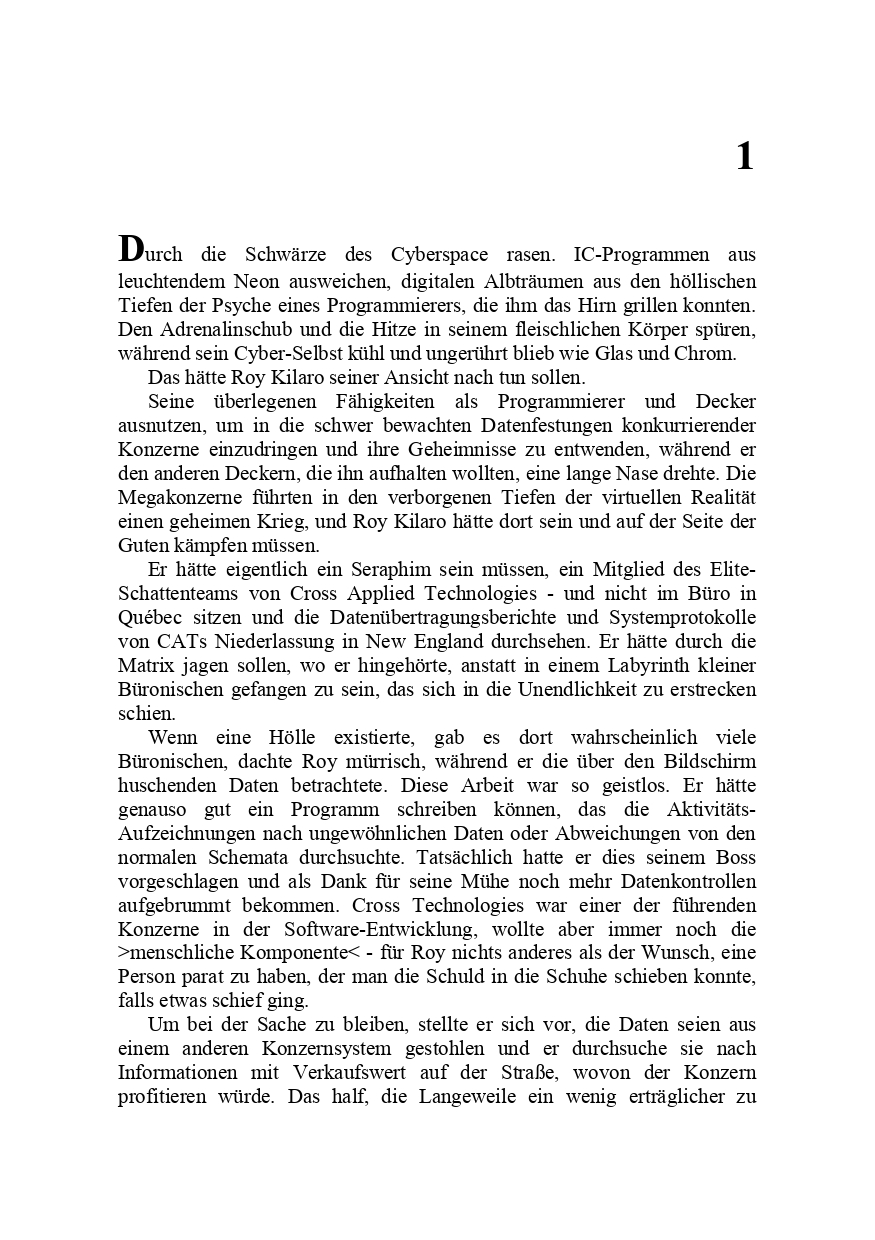 1
Durch die Schwärze des Cyberspace rasen. IC-Programmen aus
leuchtendem Neon ausweichen, digitalen Albträumen aus den höllischen
Tiefen der Psyche eines Programmierers, die ihm das Hirn grillen konnten.
Den Adrenalinschub und die Hitze in seinem fleischlichen Körper spüren,
während sein Cyber-Selbst kühl und ungerührt blieb wie Glas und Chrom.
Das hätte Roy Kilaro seiner Ansicht nach tun sollen.
Seine überlegenen Fähigkeiten als Programmierer und Decker
ausnutzen, um in die schwer bewachten Datenfestungen konkurrierender
Konzerne einzudringen und ihre Geheimnisse zu entwenden, während er
den anderen Deckern, die ihn aufhalten wollten, eine lange Nase drehte. Die
Megakonzerne führten in den verborgenen Tiefen der virtuellen Realität
einen geheimen Krieg, und Roy Kilaro hätte dort sein und auf der Seite der
Guten kämpfen müssen.
Er hätte eigentlich ein Seraphim sein müssen, ein Mitglied des Elite-
Schattenteams von Cross Applied Technologies - und nicht im Büro in
Québec sitzen und die Datenübertragungsberichte und Systemprotokolle
von CATs Niederlassung in New England durchsehen. Er hätte durch die
Matrix jagen sollen, wo er hingehörte, anstatt in einem Labyrinth kleiner
Büronischen gefangen zu sein, das sich in die Unendlichkeit zu erstrecken
schien.
Wenn eine Hölle existierte, gab es dort wahrscheinlich viele
Büronischen, dachte Roy mürrisch, während er die über den Bildschirm
huschenden Daten betrachtete. Diese Arbeit war so geistlos. Er hätte
genauso gut ein Programm schreiben können, das die Aktivitäts-
Aufzeichnungen nach ungewöhnlichen Daten oder Abweichungen von den
normalen Schemata durchsuchte. Tatsächlich hatte er dies seinem Boss
vorgeschlagen und als Dank für seine Mühe noch mehr Datenkontrollen
aufgebrummt bekommen. Cross Technologies war einer der führenden
Konzerne in der Software-Entwicklung, wollte aber immer noch die
>menschliche Komponente< - für Roy nichts anderes als der Wunsch, eine
Person parat zu haben, der man die Schuld in die Schuhe schieben konnte,
falls etwas schief ging.
Um bei der Sache zu bleiben, stellte er sich vor, die Daten seien aus
einem anderen Konzernsystem gestohlen und er durchsuche sie nach
Informationen mit Verkaufswert auf der Straße, wovon der Konzern
profitieren würde. Das half, die Langeweile ein wenig erträglicher zu